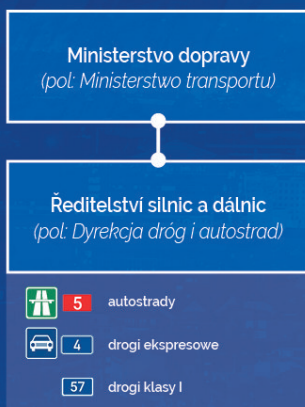 Ministerstvo dopravy
(pol: Ministerstwo transportu)
Ředitelství silnic a dálnic
(pol: Dyrekcja dróg i autostrad)
5 autostrady
4 drogi ekspresowe
57 drogi klasy I